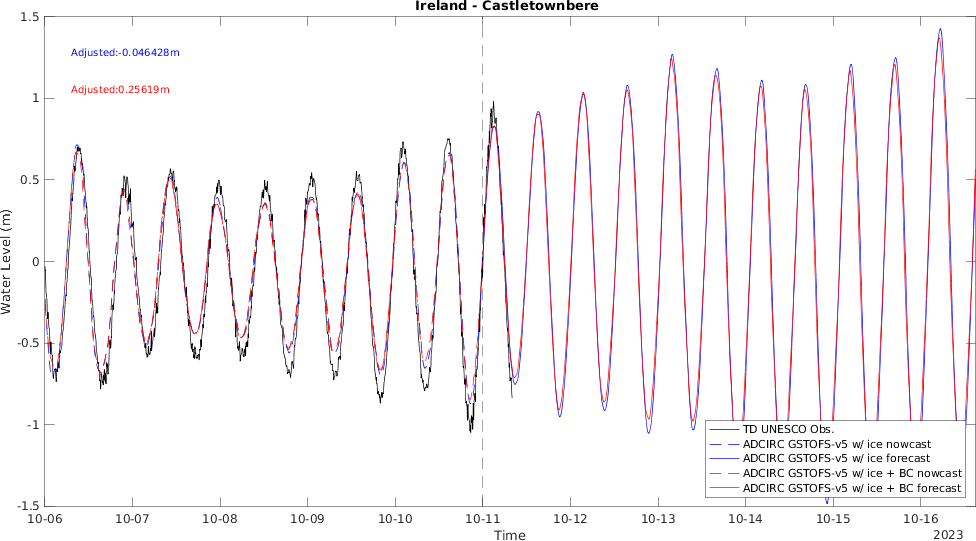 Ireland - Castletownbere
1.5
Adjusted:-0.046428m
Adjusted:0.25619m
1
0.5
0
-0.5
-1
-1.5
Water Level (m)
TD UNESCO Obs.
ADCIRC GSTOFS-v5 w/ ice nowcast
ADCIRC GSTOFS-v5 w/ ice forecast
ADCIRC GSTOFS-v5 w/ ice + BC nowcast
ADCIRC GSTOFS-v5 w/ ice + BC forecast
10-06 10-07 10-08 10-09 10-10 10-11 10-12 10-13 10-14 10-15 10-16
Time
2023